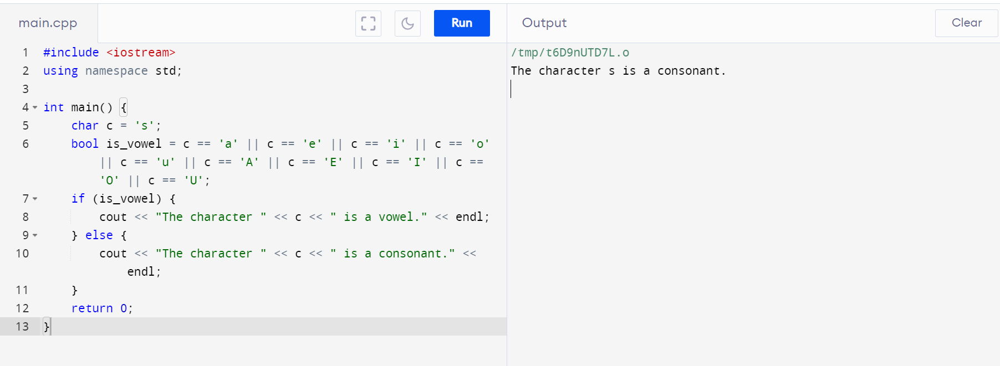 main.cpp
Run
Output
Clear
1 #include <iostream>
2 using namespace std;
3
4 int main() {
5     char c = 's';
6     bool is_vowel = c == 'a' || c == 'e' || c == 'i' || c == 'o'
        || c == 'u' || c == 'A' || c == 'E' || c == 'I' || c ==
        'O' || c == 'U';
7     if (is_vowel) {
8         cout << "The character " << c << " is a vowel." << endl;
9     } else {
10         cout << "The character " << c << " is a consonant." <<
            endl;
11     }
12     return 0;
13 }
/tmp/t6D9nUTD7L.o
The character s is a consonant.